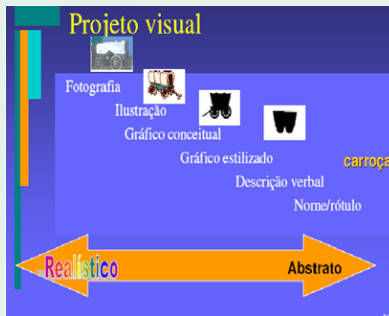 Projeto visual
Fotografia
Ilustração
Gráfico conceitual
Gráfico estilizado
carroça
Descrição verbal
Nome/rótulo
Realístico
Abstrato